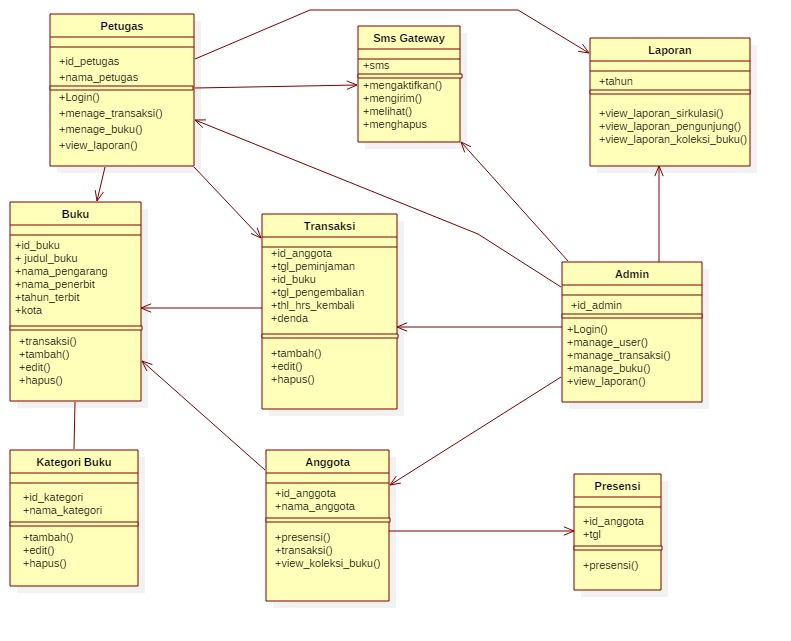 Petugas
+id_petugas
+nama_petugas
+Login()
+menage_transaksi()
+menage_buku()
+view_laporan()
Sms Gateway
+sms
+mengaktifkan()
+mengirim()
+melihat()
+menghapus
Laporan
+tahun
+view_laporan_sirkulasi()
+view_laporan_pengunjung()
+view_laporan_koleksi_buku()
Buku
+id_buku
+ judul_buku
+nama_pengarang
+nama_penerbit
+tahun_terbit
+kota
+transaksi()
+tambah()
+edit()
+hapus()
Transaksi
+id_anggota
+tgl_peminjaman
+id_buku
+tgl_pengembalian
+thl_hrs_kembali
+denda
+tambah()
+edit()
+hapus()
Admin
+id_admin
+Login()
+manage_user()
+manage_transaksi()
+manage_buku()
+view_laporan()
Kategori Buku
+id_kategori
+nama_kategori
+tambah()
+edit()
+hapus()
Anggota
+id_anggota
+nama_anggota
+presensi()
+transaksi()
+view_koleksi_buku()
Presensi
+id_anggota
+tgl
+presensi()